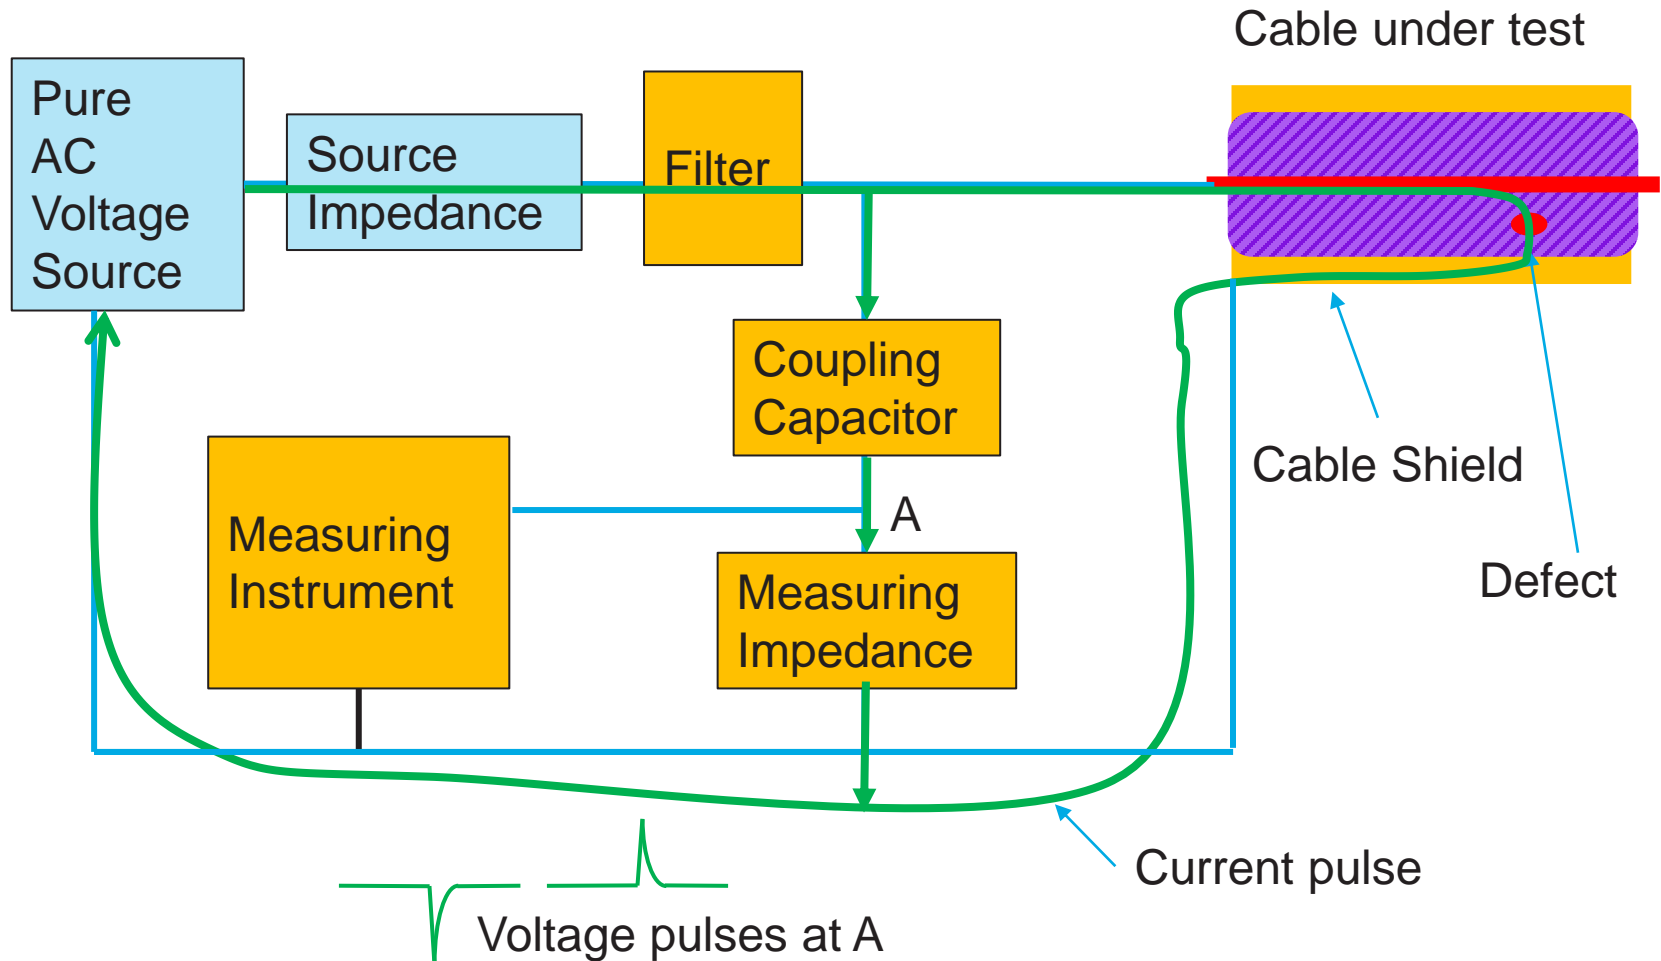 Cable under test
Pure
AC
Voltage
Source
Source
Impedance
Filter
Coupling
Capacitor
Cable Shield
A
Measuring
Instrument
Measuring
Impedance
Defect
Current pulse
Voltage pulses at A